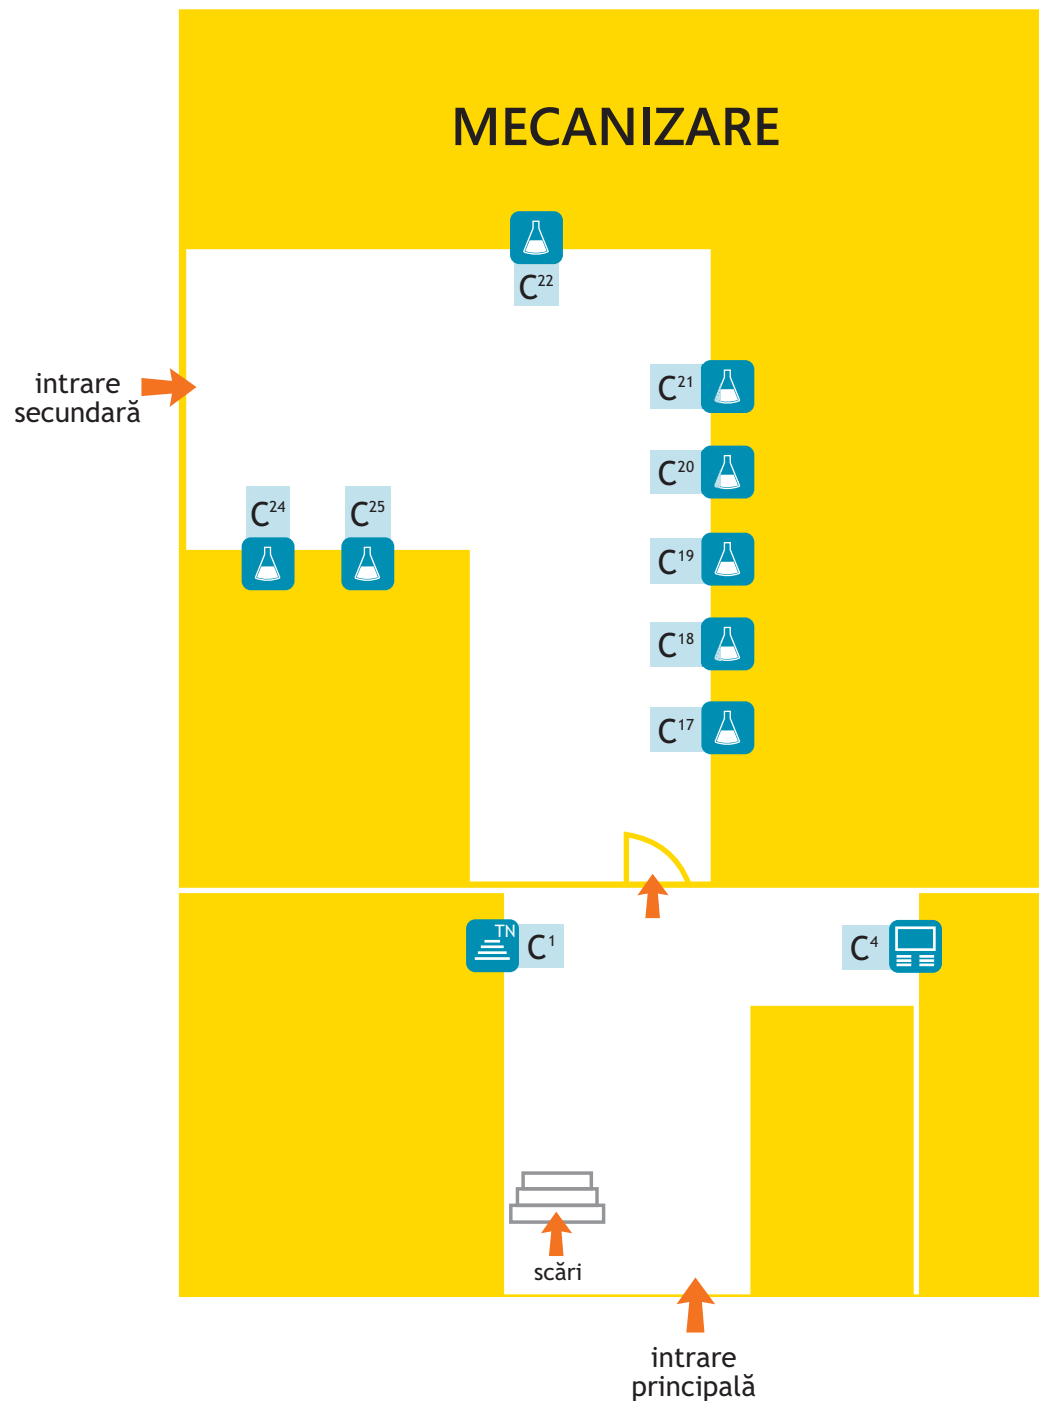 MECANIZARE
C²²
intrare
secundară
C²¹
C²⁰
C²⁴
C²⁵
C¹⁹
C¹⁸
C¹⁷
TN
C¹
C⁴
scări
intrare
principală